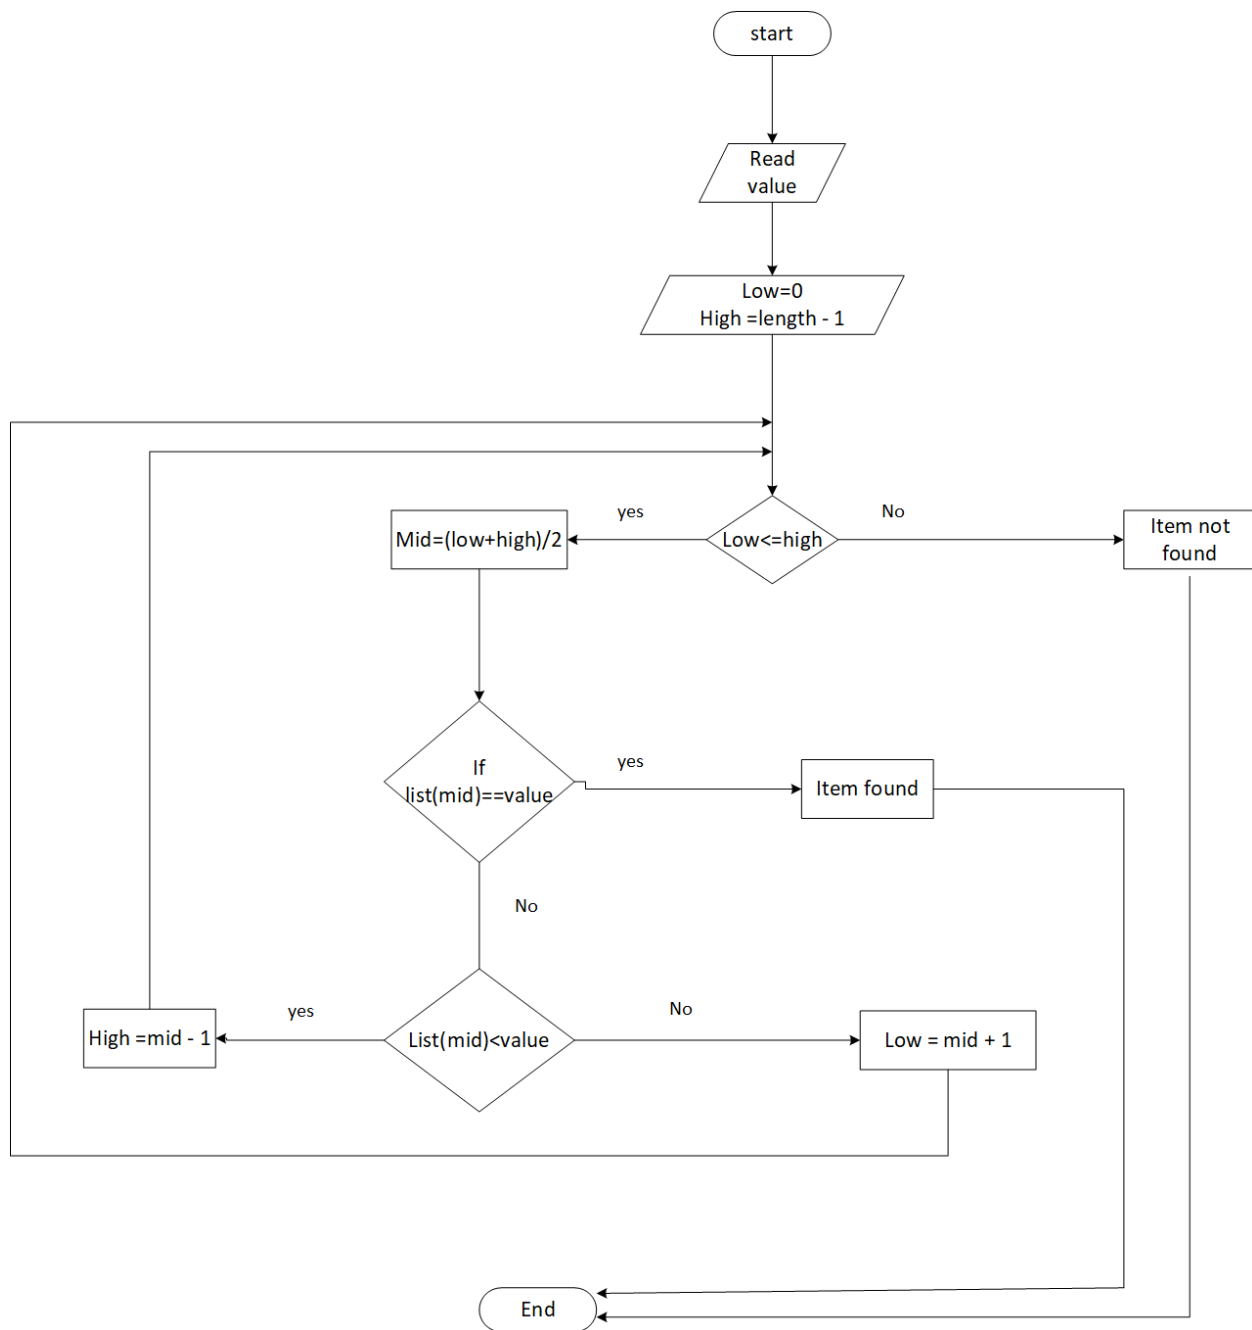 start
Read
value
Low=0
High =length - 1
yes
No
Mid=(low+high)/2
Low<=high
Item not
found
If
list(mid)==value
yes
Item found
No
High =mid - 1
yes
List(mid)<value
No
Low = mid + 1
End